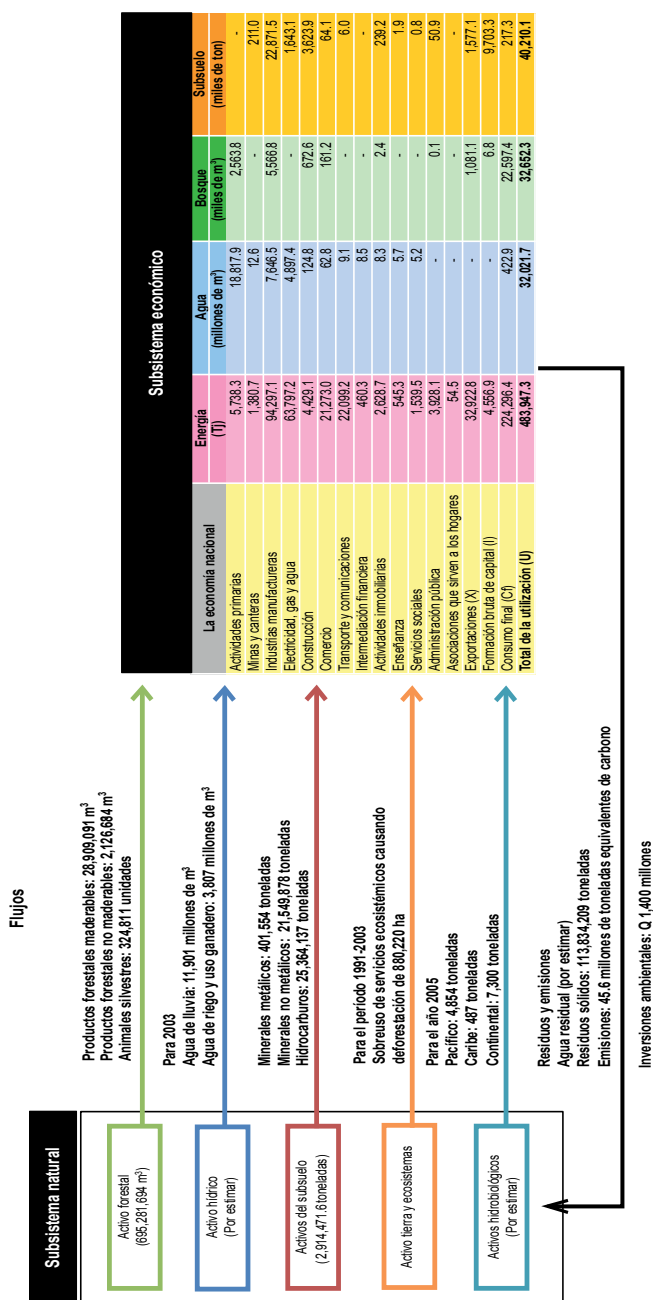 Flujos
Subsistema natural
Activo forestal
(695,281,694 m³)
Activo hídrico
(Por estimar)
Activos del subsuelo
(2,914,471.6 toneladas)
Activo tierra y ecosistemas
Activos hidrobiológicos
(Por estimar)
Productos forestales maderables: 28,909,091 m³
Productos forestales no maderables: 2,126,684 m³
Animales silvestres: 324,811 unidades
Para 2003
Agua de lluvia: 11,901 millones de m³
Agua de riego y uso ganadero: 3,807 millones de m³
Minerales metálicos: 401,554 toneladas
Minerales no metálicos: 21,549,878 toneladas
Hidrocarburos: 25,364,137 toneladas
Para el período 1991-2003
Sobreuso de servicios ecosistémicos causando
deforestación de 880,220 ha
Para el año 2005
Pacífico: 4,854 toneladas
Caribe: 487 toneladas
Continental: 7,300 toneladas
Residuos y emisiones
Agua residual (por estimar)
Residuos sólidos: 113,834,209 toneladas
Emisiones: 45.6 millones de toneladas equivalentes de carbono
Inversiones ambientales: Q 1,400 millones
Subsistema económico
La economía nacional Energía (Tj) Agua (millones de m³) Bosque (miles de m³) Subsuelo (miles de ton)
Actividades primarias 5,738.3 18,817.9 2,563.8 -
Minas y canteras 1,380.7 12.6 - 211.0
Industrias manufactureras 94,297.1 7,646.5 5,566.8 22,871.5
Electricidad, gas y agua 63,797.2 4,897.4 - 1,643.1
Construcción 4,429.1 124.8 672.6 3,623.9
Comercio 21,273.0 62.8 161.2 64.1
Transporte y comunicaciones 22,099.2 9.1 - 6.0
Intermediación financiera 460.3 8.5 - -
Actividades inmobiliarias 2,628.7 8.3 2.4 239.2
Enseñanza 545.3 5.7 - 1.9
Servicios sociales 1,539.5 5.2 - 0.8
Administración pública 3,928.1 - 0.1 50.9
Asociaciones que sirven a los hogares 54.5 - - -
Exportaciones (X) 32,922.8 - 1,081.1 1,577.1
Formación bruta de capital (I) 4,556.9 - 6.8 9,703.3
Consumo final (Cf) 224,296.4 422.9 22,597.4 217.3
Total de la utilización (U) 483,947.3 32,021.7 32,652.3 40,210.1